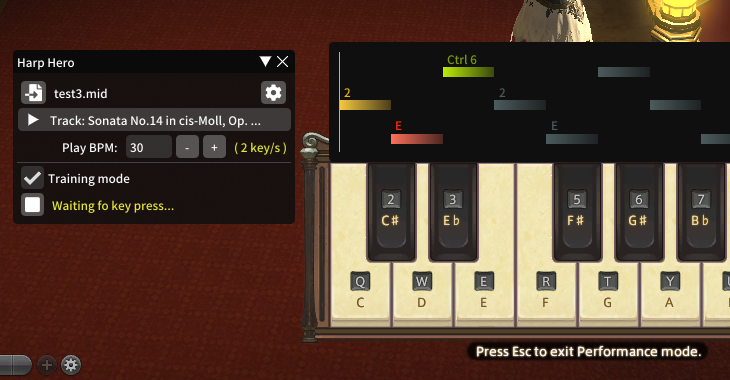 Harp Hero
test3.mid
Track: Sonata No.14 in cis-Moll, Op. ...
Play BPM: 30 - + ( 2 key/s )
Training mode
Waiting fo key press...
Ctrl 6
2 2
E E
2 3 5 6 7
C# E♭ F# G# B♭
Q W E R T Y
C D E F G A
Press Esc to exit Performance mode.